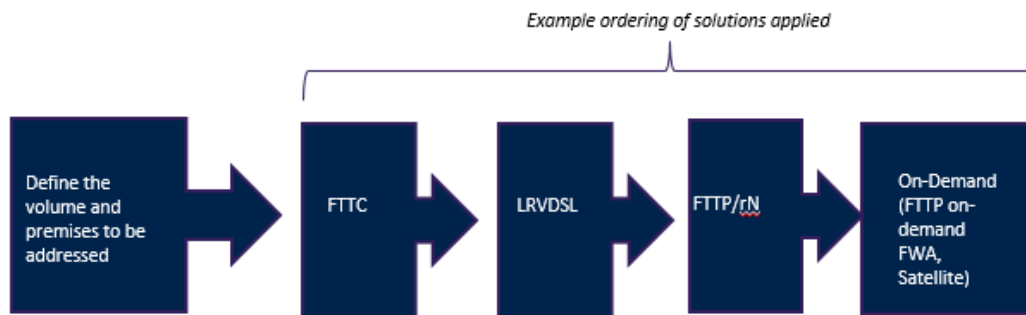 Example ordering of solutions applied
Define the
volume and
premises to be
addressed
FTTC
LRVDSL
FTTP/rN
On-Demand
(FTTP on-
demand
FWA,
Satellite)